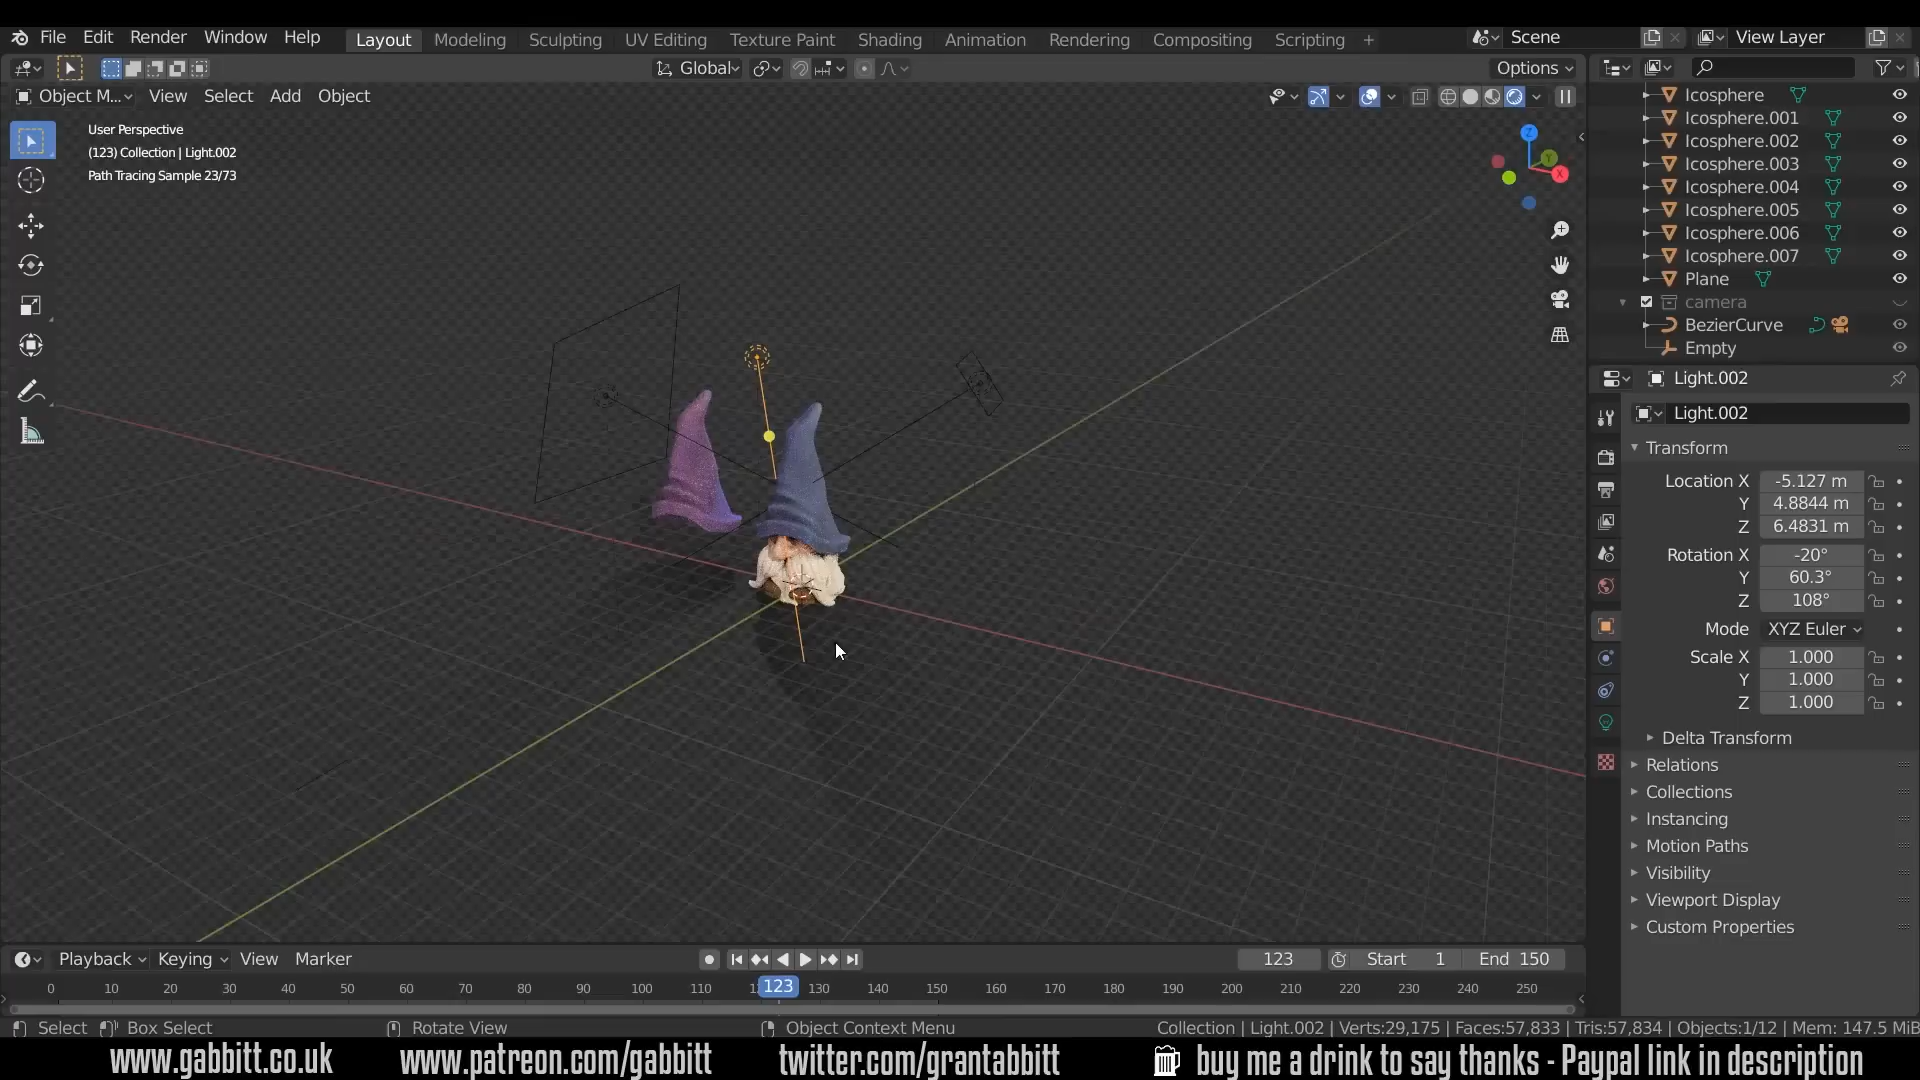 File Edit Render Window Help Layout Modeling Sculpting UV Editing Texture Paint Shading Animation Rendering Compositing Scripting + Scene View Layer
Global Options
Object M... View Select Add Object
User Perspective
(123) Collection | Light.002
Path Tracing Sample 23/73
Z
Y
X
Icosphere
Icosphere.001
Icosphere.002
Icosphere.003
Icosphere.004
Icosphere.005
Icosphere.006
Icosphere.007
Plane
camera
BezierCurve
Empty
Light.002
Light.002
Transform
Location X -5.127 m
Y 4.8844 m
Z 6.4831 m
Rotation X -20°
Y 60.3°
Z 108°
Mode XYZ Euler
Scale X 1.000
Y 1.000
Z 1.000
Delta Transform
Relations
Collections
Instancing
Motion Paths
Visibility
Viewport Display
Custom Properties
Playback Keying View Marker 123 Start 1 End 150
0 10 20 30 40 50 60 70 80 90 100 110 123 130 140 150 160 170 180 190 200 210 220 230 240 250
Select Box Select Rotate View Object Context Menu Collection | Light.002 | Verts:29,175 | Faces:57,833 | Tris:57,834 | Objects:1/12 | Mem: 147.5 MiB
www.gabbitt.co.uk www.patreon.com/gabbitt twitter.com/grantabbitt buy me a drink to say thanks - Paypal link in description